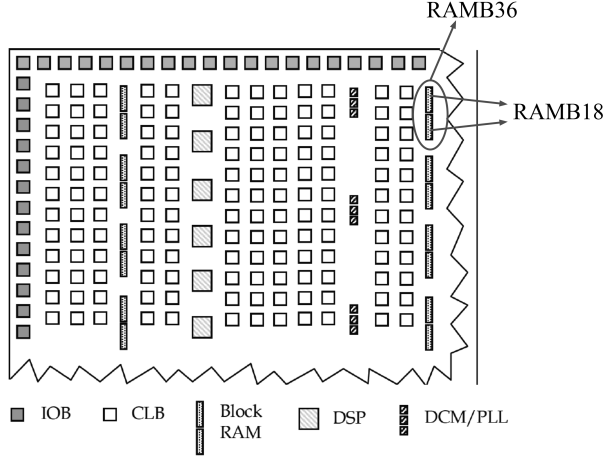 RAMB36
RAMB18
IOB
CLB
Block
RAM
DSP
DCM/PLL